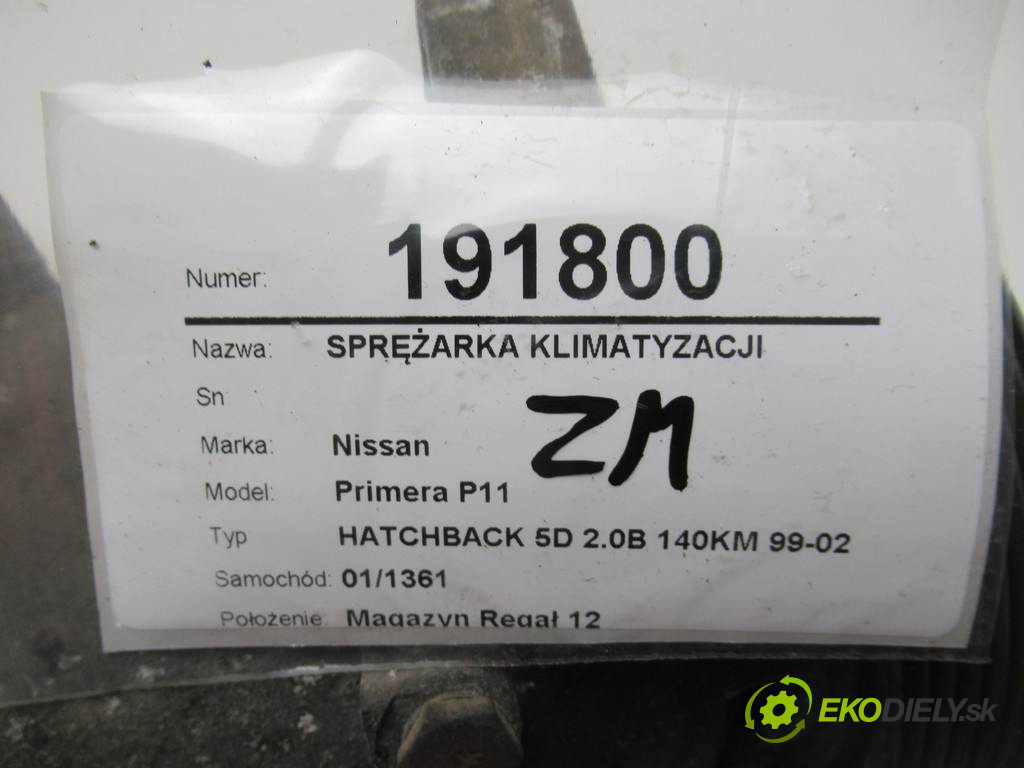 Numer: 191800
Nazwa: SPRĘŻARKA KLIMATYZACJI
Sn
ZM
Marka: Nissan
Model: Primera P11
Typ HATCHBACK 5D 2.0B 140KM 99-02
Samochód: 01/1361
Położenie: Magazyn Regał 12
EKODIELY.sk